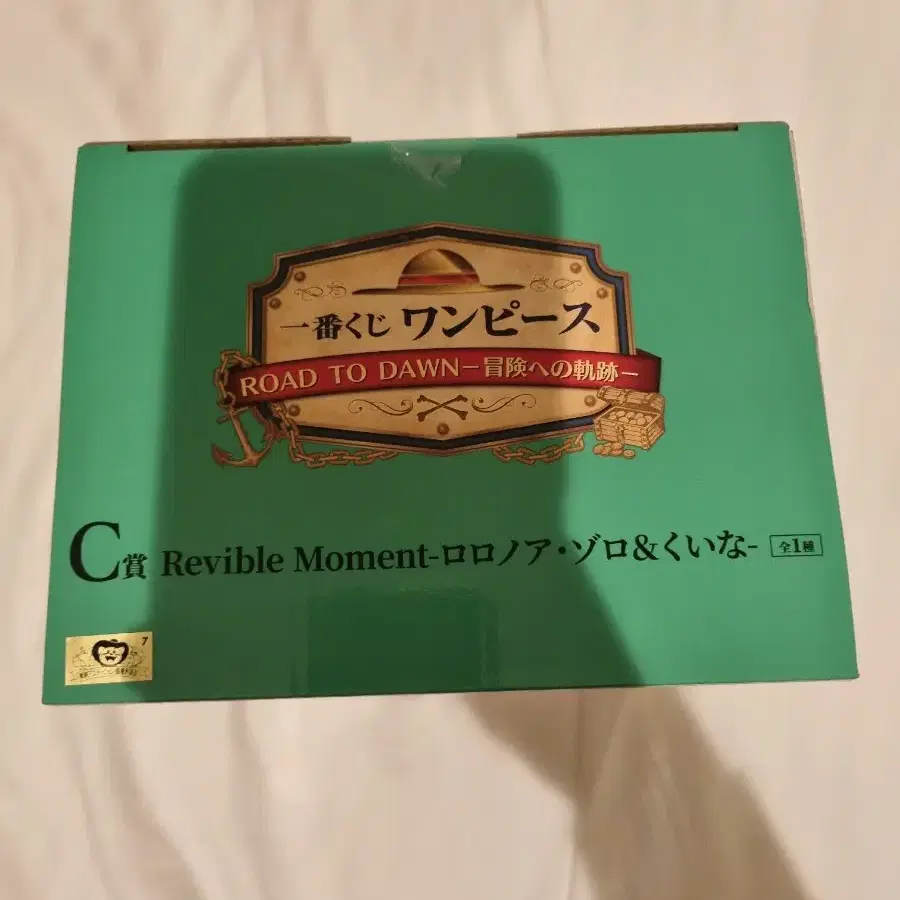 一番くじ ワンピース
ROAD TO DAWN－冒険への軌跡－
C賞 Revible Moment-ロロノア・ゾロ&くいな- 全1種
7